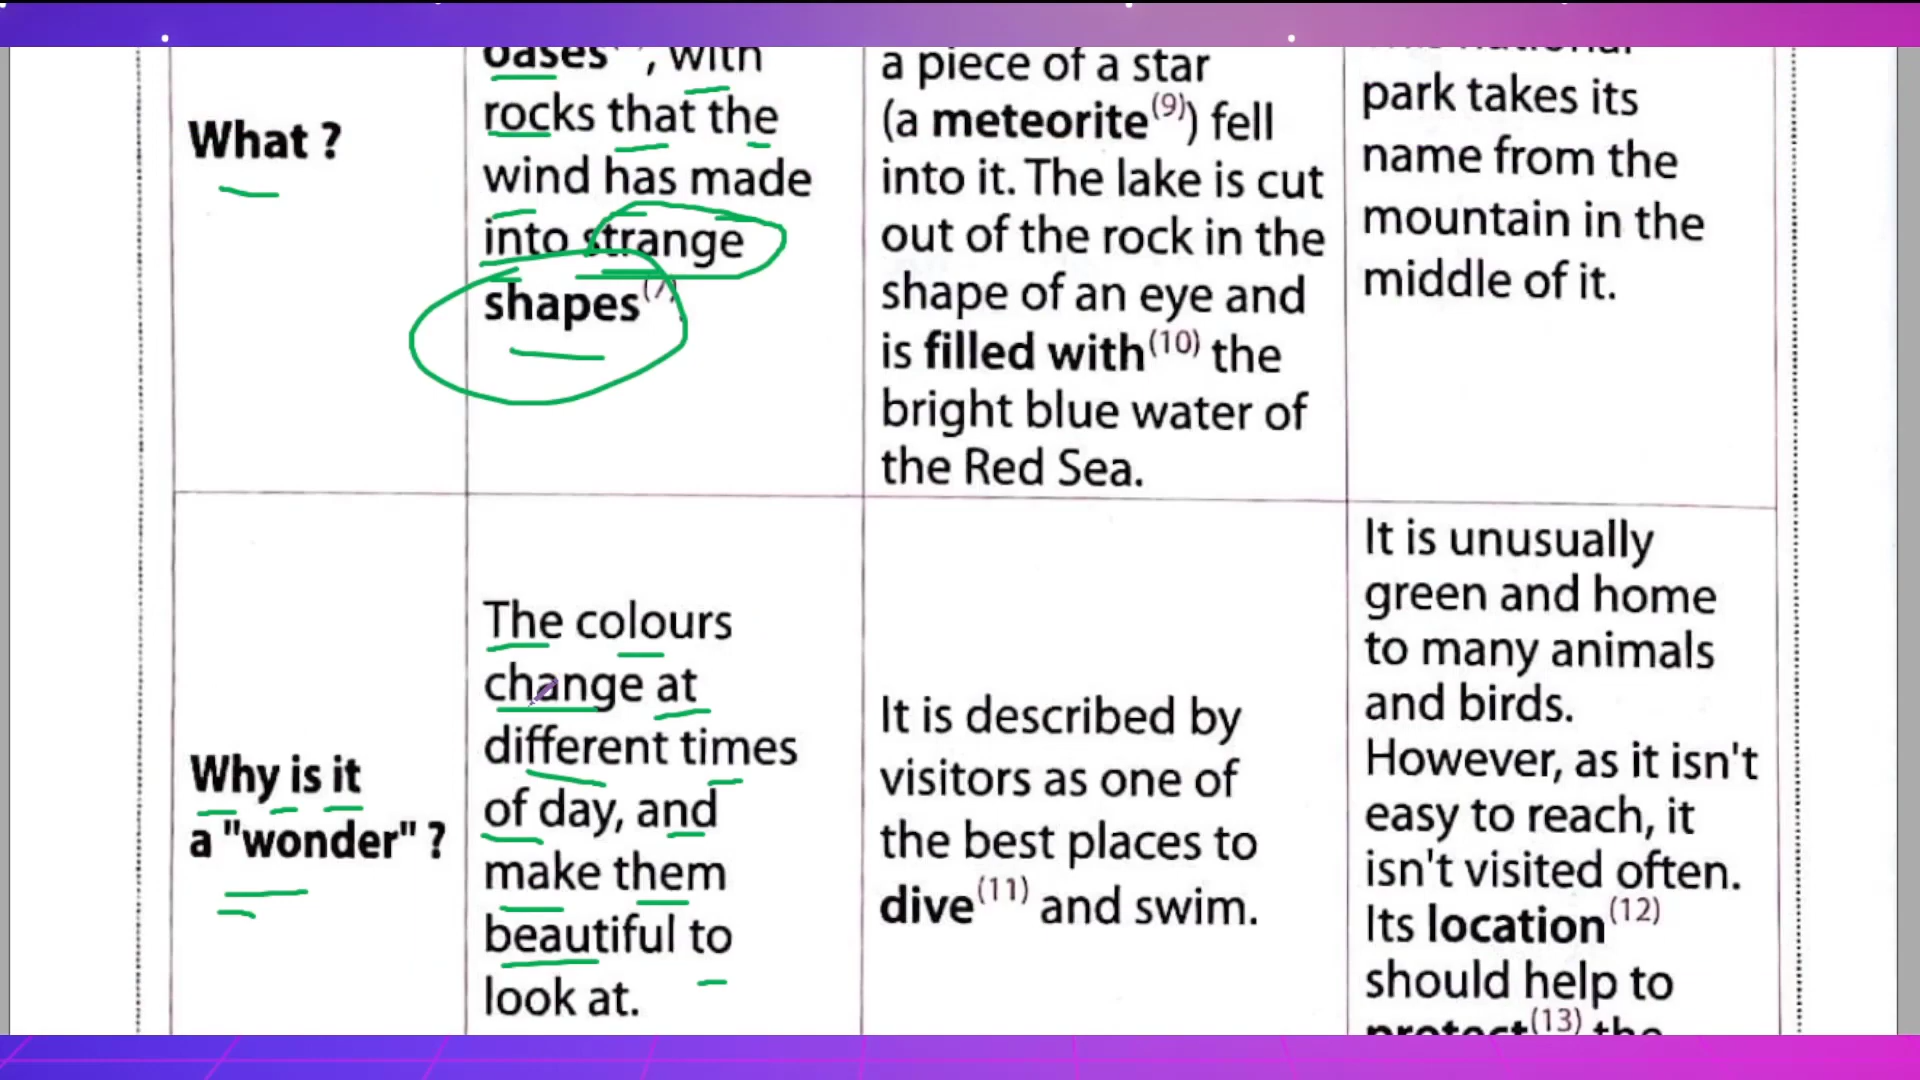 What ?
oases , with
rocks that the
wind has made
into strange
shapes(7)
a piece of a star
(a meteorite(9)) fell
into it. The lake is cut
out of the rock in the
shape of an eye and
is filled with(10) the
bright blue water of
the Red Sea.
national
park takes its
name from the
mountain in the
middle of it.
Why is it
a "wonder" ?
The colours
change at
different times
of day, and
make them
beautiful to
look at.
It is described by
visitors as one of
the best places to
dive(11) and swim.
It is unusually
green and home
to many animals
and birds.
However, as it isn't
easy to reach, it
isn't visited often.
Its location(12)
should help to
protect(13) the